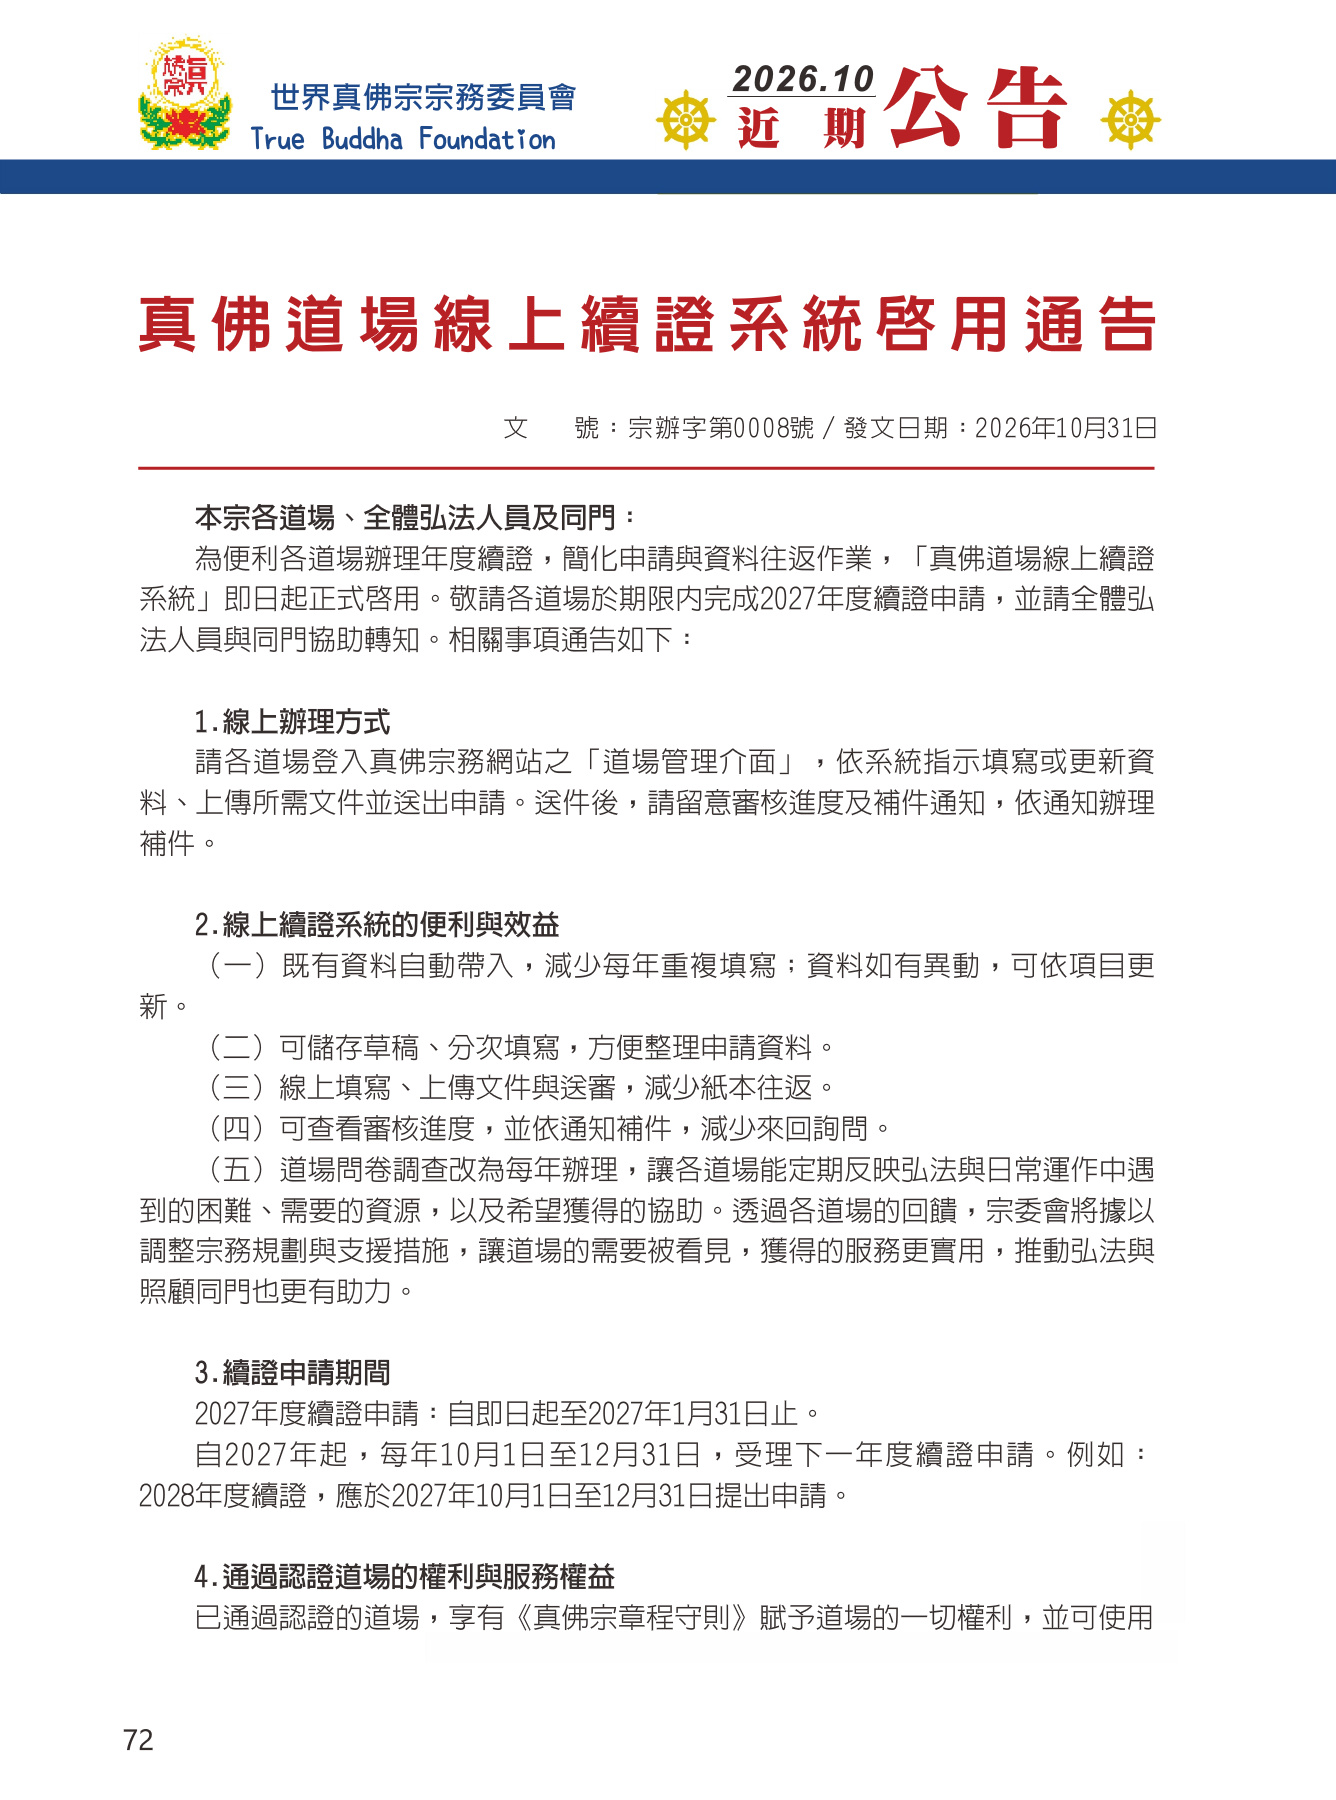 世界真佛宗宗務委員會
True Buddha Foundation
2026.10
近期公告
真佛道場線上續證系統啓用通告
文　號：宗辦字第0008號 / 發文日期：2026年10月31日
本宗各道場、全體弘法人員及同門：
為便利各道場辦理年度續證，簡化申請與資料往返作業，「真佛道場線上續證
系統」即日起正式啓用。敬請各道場於期限内完成2027年度續證申請，並請全體弘
法人員與同門協助轉知。相關事項通告如下：
1.線上辦理方式
請各道場登入真佛宗務網站之「道場管理介面」，依系統指示填寫或更新資
料、上傳所需文件並送出申請。送件後，請留意審核進度及補件通知，依通知辦理
補件。
2.線上續證系統的便利與效益
（一）既有資料自動帶入，減少每年重複填寫；資料如有異動，可依項目更
新。
（二）可儲存草稿、分次填寫，方便整理申請資料。
（三）線上填寫、上傳文件與送審，減少紙本往返。
（四）可查看審核進度，並依通知補件，減少來回詢問。
（五）道場問卷調查改為每年辦理，讓各道場能定期反映弘法與日常運作中遇
到的困難、需要的資源，以及希望獲得的協助。透過各道場的回饋，宗委會將據以
調整宗務規劃與支援措施，讓道場的需要被看見，獲得的服務更實用，推動弘法與
照顧同門也更有助力。
3.續證申請期間
2027年度續證申請：自即日起至2027年1月31日止。
自2027年起，每年10月1日至12月31日，受理下一年度續證申請。例如：
2028年度續證，應於2027年10月1日至12月31日提出申請。
4.通過認證道場的權利與服務權益
已通過認證的道場，享有《真佛宗章程守則》賦予道場的一切權利，並可使用
72